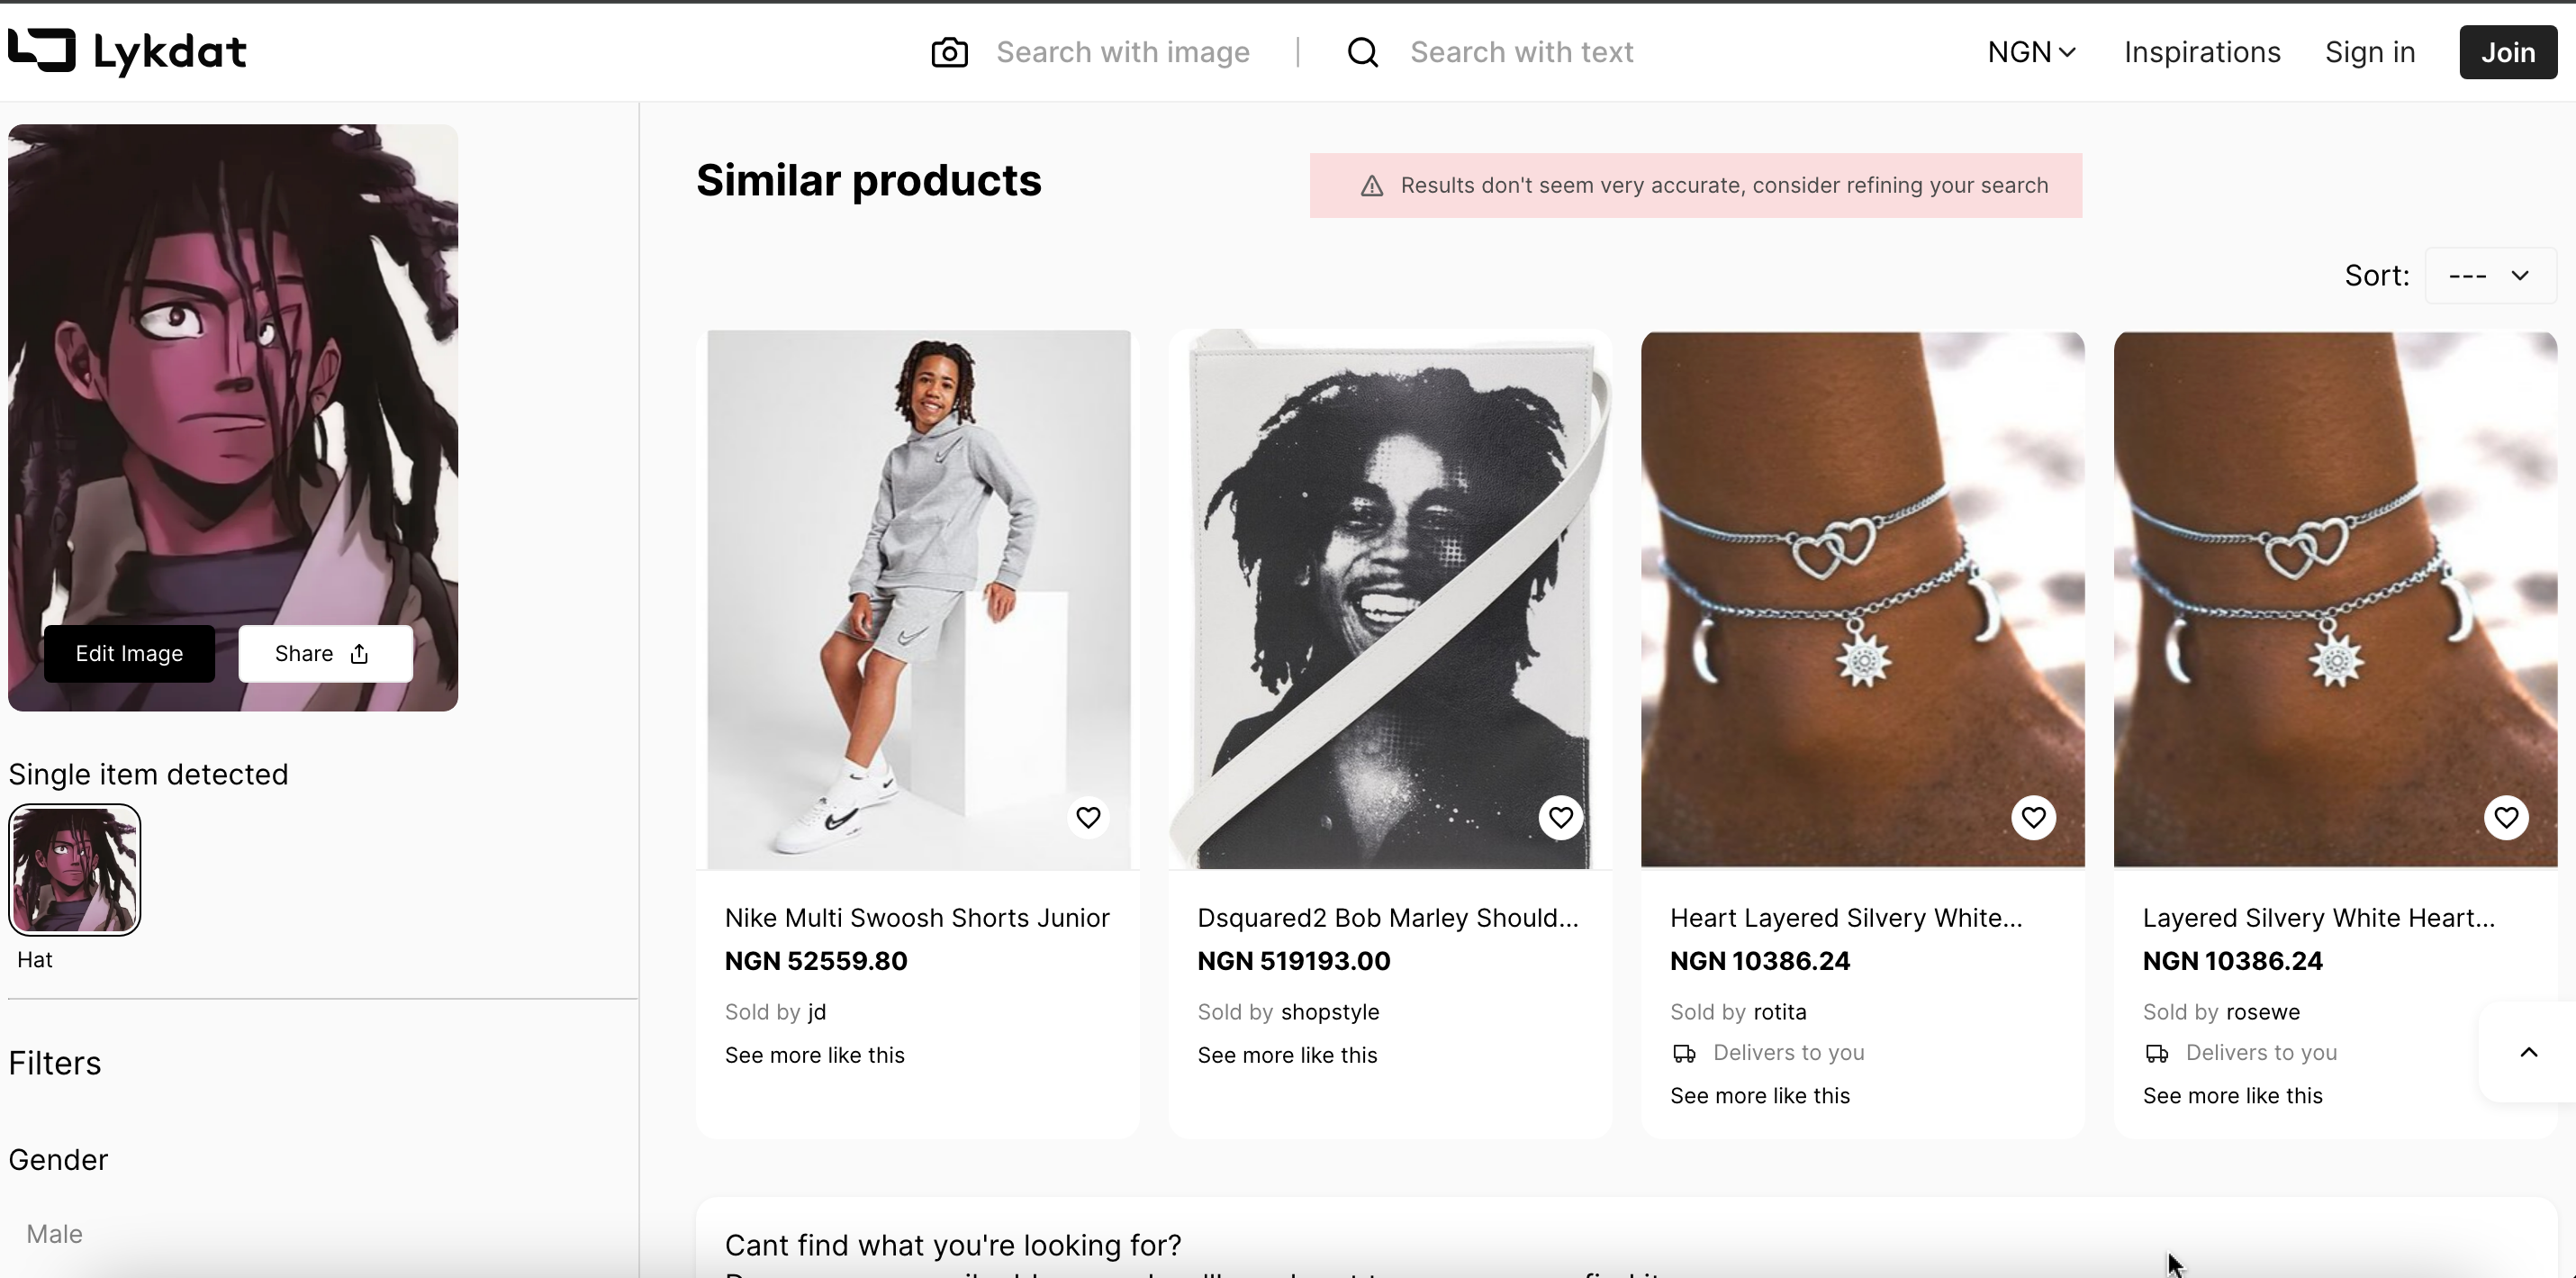 Lykdat
Search with image
Search with text
NGN
Inspirations
Sign in
Join
Edit Image
Share
Single item detected
Hat
Filters
Gender
Male
Similar products
Results don't seem very accurate, consider refining your search
Sort:
---
Nike Multi Swoosh Shorts Junior
NGN 52559.80
Sold by jd
See more like this
Dsquared2 Bob Marley Should...
NGN 519193.00
Sold by shopstyle
See more like this
Heart Layered Silvery White...
NGN 10386.24
Sold by rotita
Delivers to you
See more like this
Layered Silvery White Heart...
NGN 10386.24
Sold by rosewe
Delivers to you
See more like this
Cant find what you're looking for?